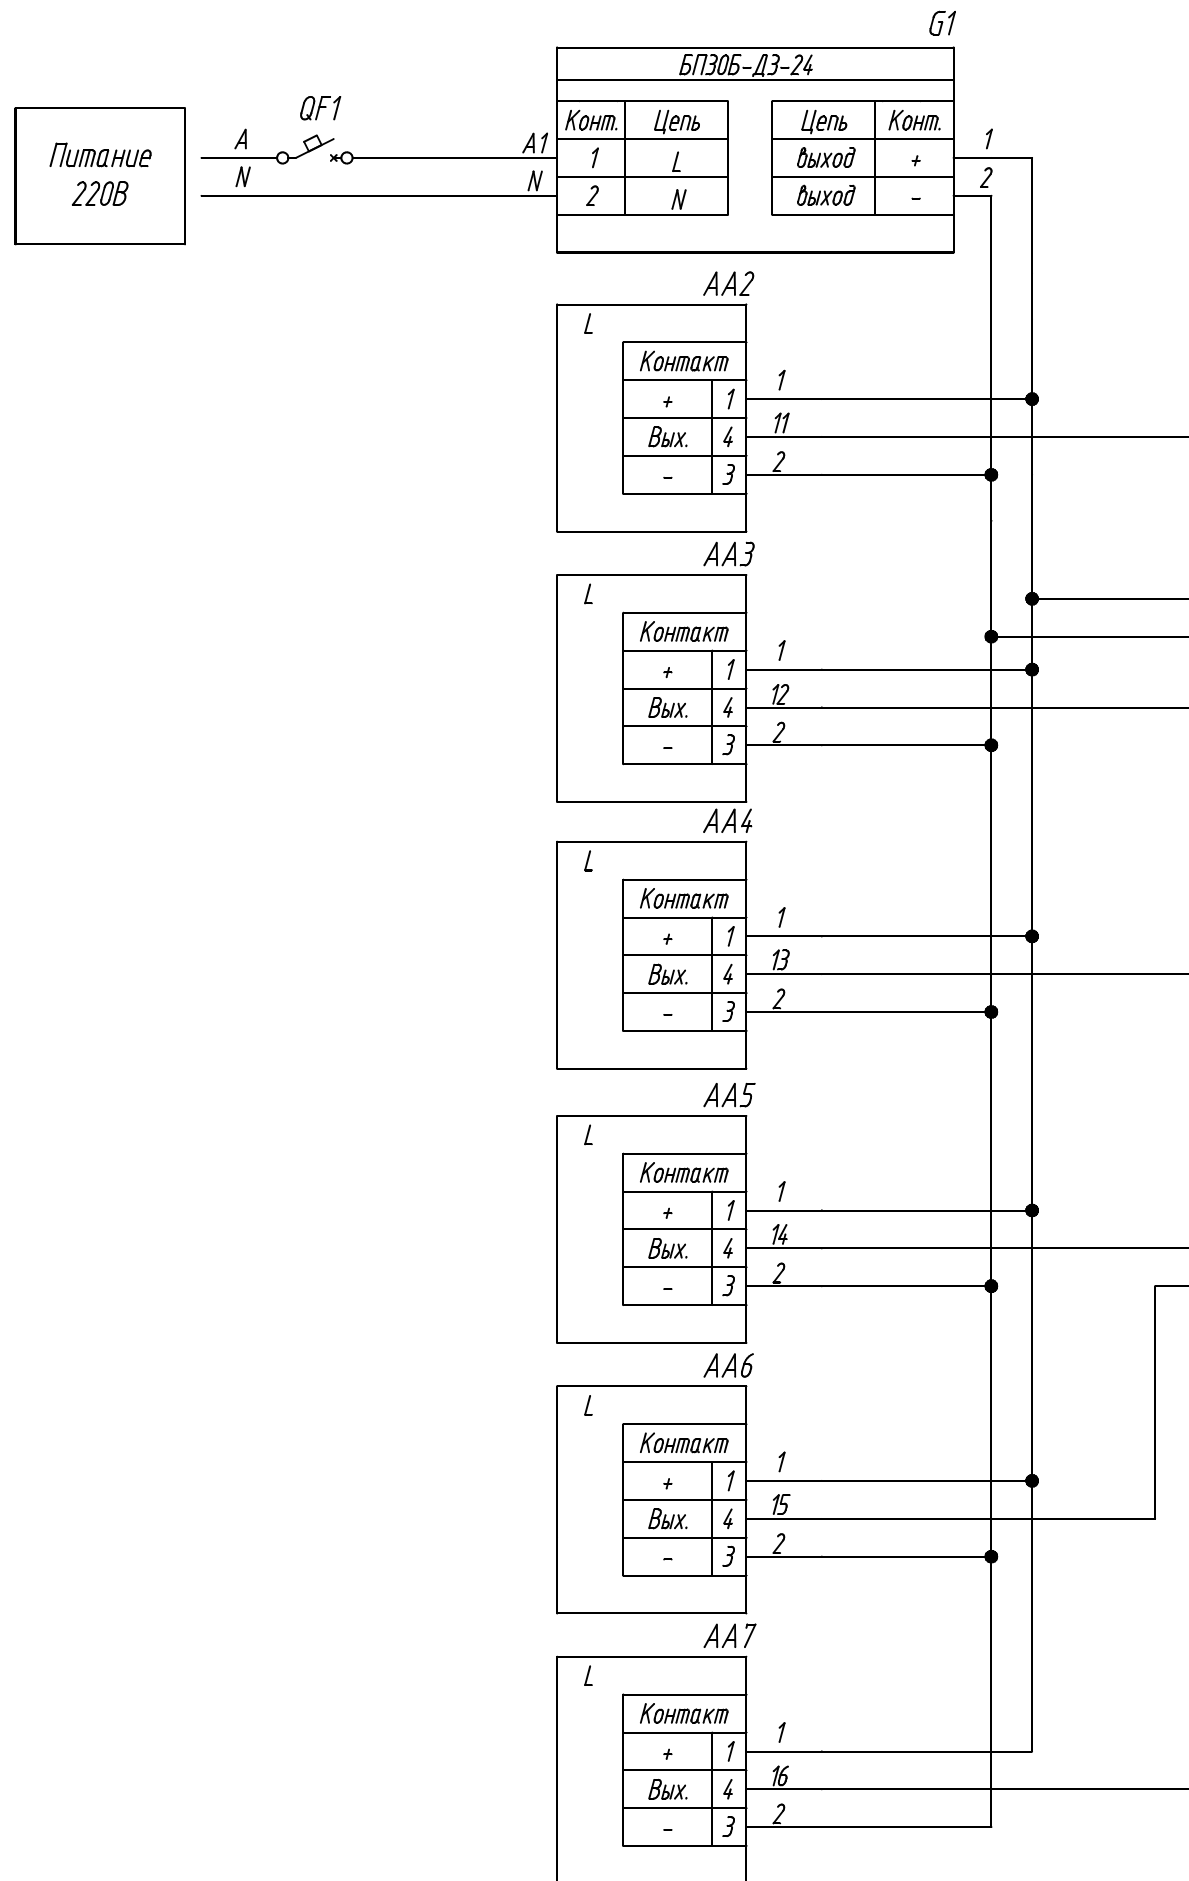 G1
БП30Б-Д3-24
Питание
220В
A
QF1
A1
N
N
Конт. Цепь
1 L
2 N
Цепь Конт.
выход +
выход -
1
2
AA2
L
Контакт
+ 1
Вых. 4
- 3
1
11
2
AA3
L
Контакт
+ 1
Вых. 4
- 3
1
12
2
AA4
L
Контакт
+ 1
Вых. 4
- 3
1
13
2
AA5
L
Контакт
+ 1
Вых. 4
- 3
1
14
2
AA6
L
Контакт
+ 1
Вых. 4
- 3
1
15
2
AA7
L
Контакт
+ 1
Вых. 4
- 3
1
16
2